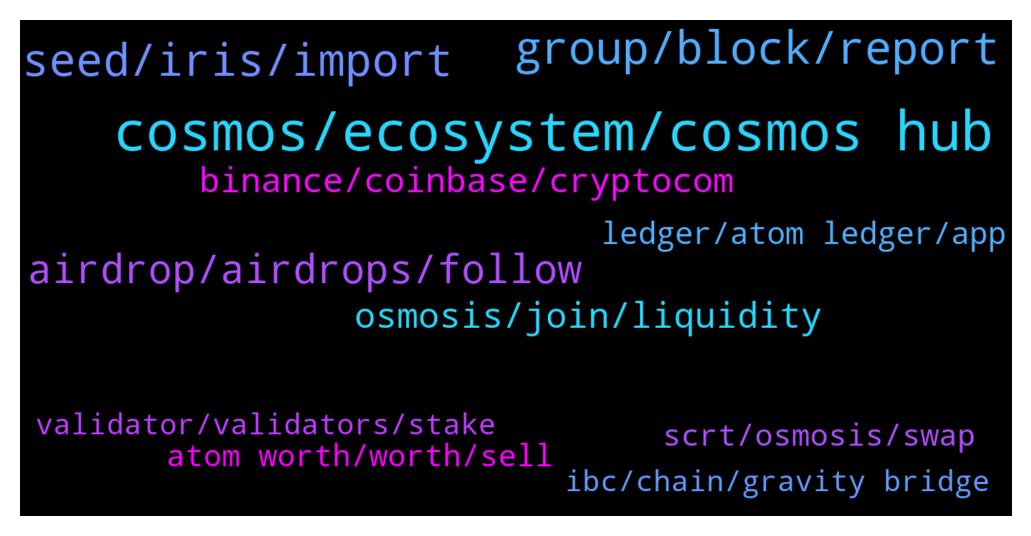 seed/iris/import
group/block/report
cosmos/ecosystem/cosmos hub
binance/coinbase/cryptocom
ledger/atom ledger/app
airdrop/airdrops/follow
osmosis/join/liquidity
validator/validators/stake
scrt/osmosis/swap
atom worth/worth/sell
ibc/chain/gravity bridge